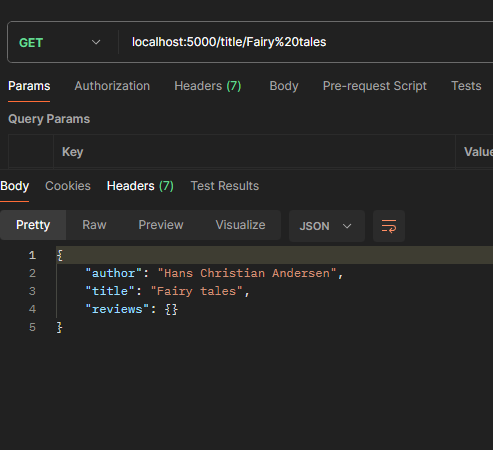 GET localhost:5000/title/Fairy%20tales
Params Authorization Headers (7) Body Pre-request Script Tests
Query Params
Key Value
Body Cookies Headers (7) Test Results
Pretty Raw Preview Visualize JSON
1 {
2 "author": "Hans Christian Andersen",
3 "title": "Fairy tales",
4 "reviews": {}
5 }